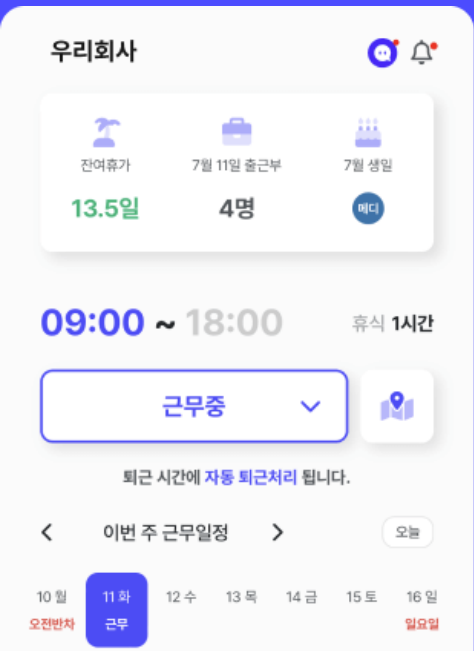 우리회사
잔여휴가 7월 11일 출근부 7월 생일
13.5일 4명 메디
09:00 ~ 18:00 휴식 1시간
근무중
퇴근 시간에 자동 퇴근처리 됩니다.
이번 주 근무일정 오늘
10 월 11 화 12 수 13 목 14 금 15 토 16 일
오전반차 근무 일요일